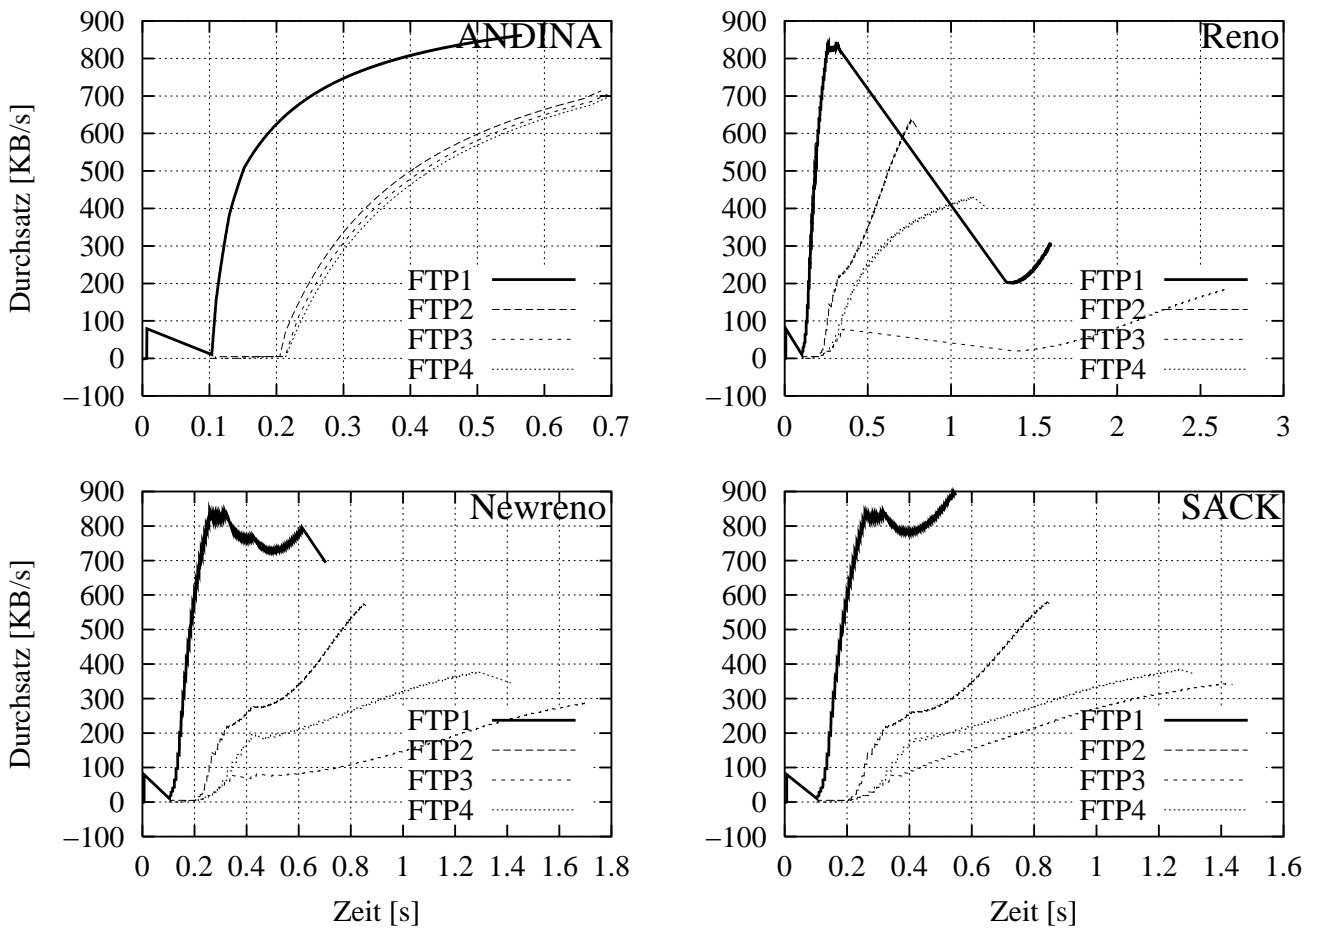 ANDINA
Durchsatz [KB/s]
900
800
700
600
500
400
300
200
100
0
−100
FTP1
FTP2
FTP3
FTP4
0 0.1 0.2 0.3 0.4 0.5 0.6 0.7
Reno
900
800
700
600
500
400
300
200
100
0
−100
FTP1
FTP2
FTP3
FTP4
0 0.5 1 1.5 2 2.5 3
Newreno
Durchsatz [KB/s]
900
800
700
600
500
400
300
200
100
0
−100
FTP1
FTP2
FTP3
FTP4
0 0.2 0.4 0.6 0.8 1 1.2 1.4 1.6 1.8
Zeit [s]
SACK
900
800
700
600
500
400
300
200
100
0
−100
FTP1
FTP2
FTP3
FTP4
0 0.2 0.4 0.6 0.8 1 1.2 1.4 1.6
Zeit [s]